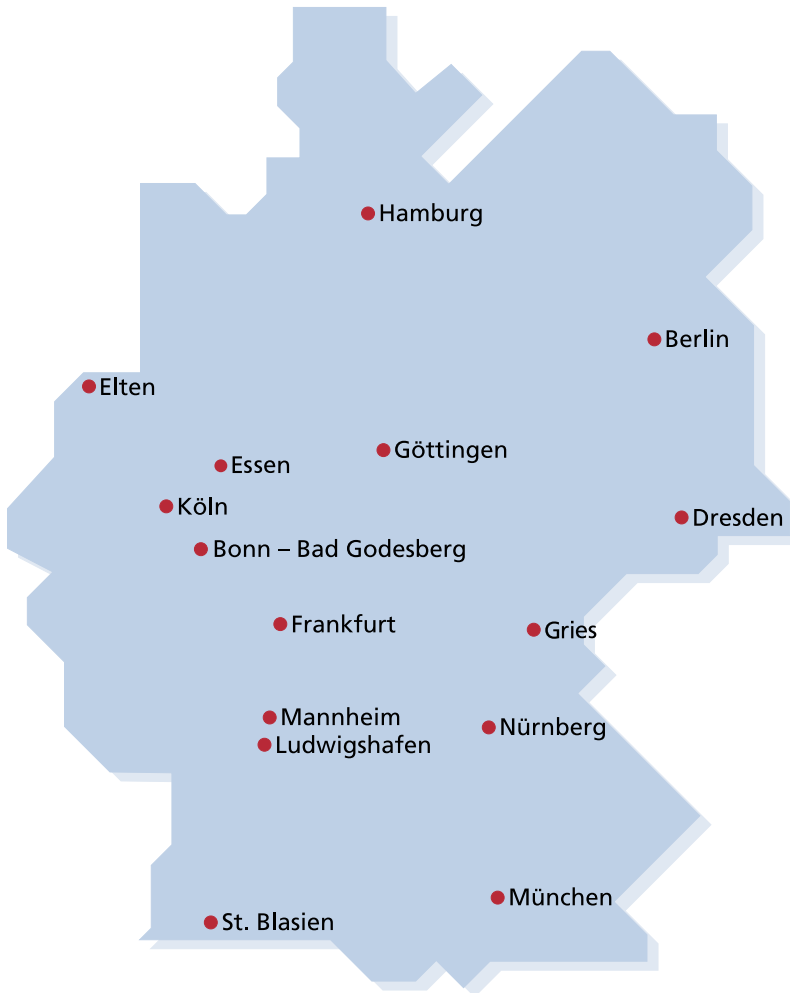 Hamburg
Berlin
Elten
Göttingen
Essen
Köln
Dresden
Bonn – Bad Godesberg
Frankfurt
Gries
Mannheim
Nürnberg
Ludwigshafen
München
St. Blasien